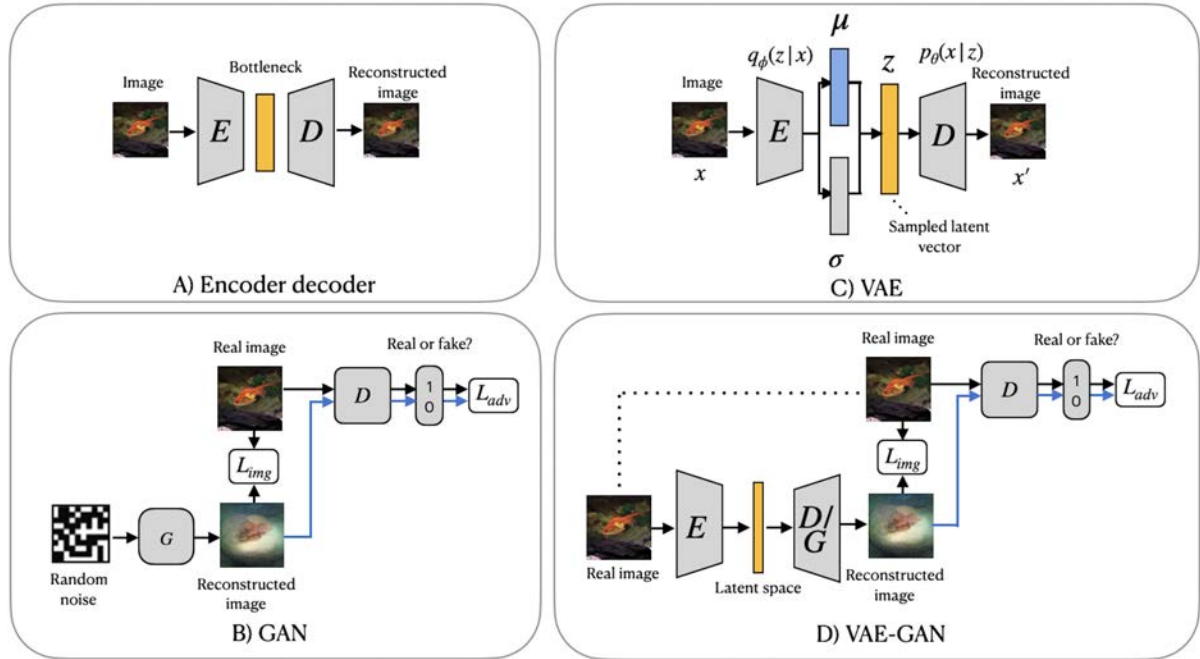 Image
Bottleneck
Reconstructed
image
E
D
A) Encoder decoder
μ
qϕ(z|x)
z
pθ(x|z)
Image
Reconstructed
image
E
D
x
x′
Sampled latent
vector
σ
C) VAE
Real image
Real or fake?
D
1
0
Ladv
Limg
G
Random
noise
Reconstructed
image
B) GAN
Real image
Real or fake?
D
1
0
Ladv
Limg
E
D/
G
Real image
Latent space
Reconstructed
image
D) VAE-GAN